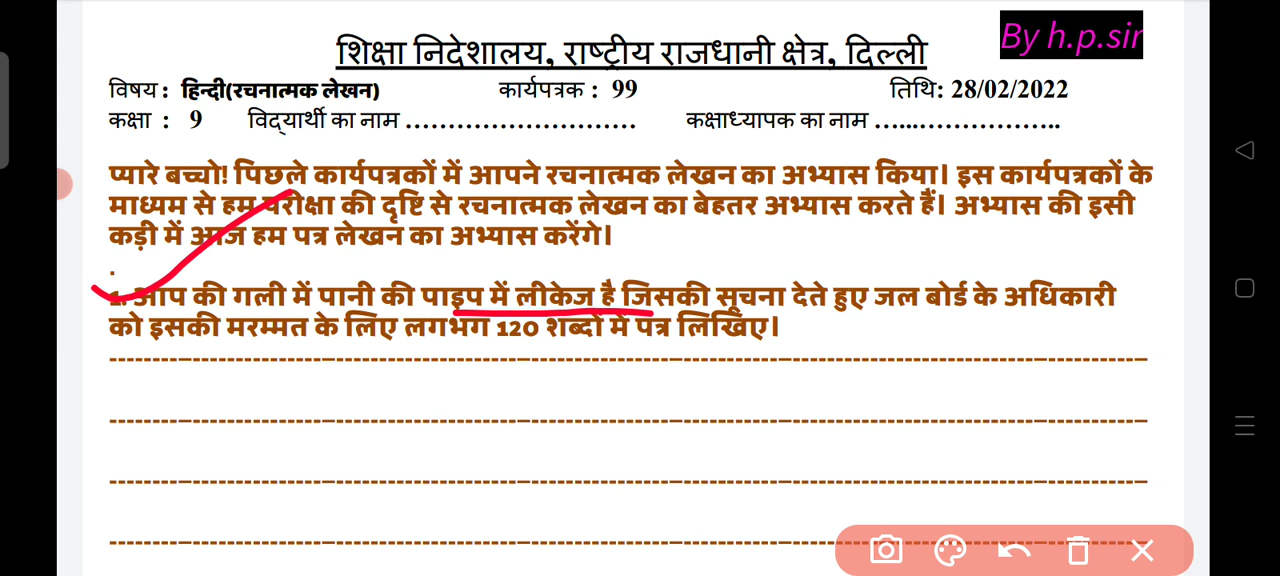 By h.p.sir
शिक्षा निदेशालय, राष्ट्रीय राजधानी क्षेत्र, दिल्ली
विषय : हिन्दी(रचनात्मक लेखन) कार्यपत्रक : 99 तिथि: 28/02/2022
कक्षा : 9 विद्यार्थी का नाम ........................... कक्षाध्यापक का नाम …...……………..
प्यारे बच्चो! पिछले कार्यपत्रकों में आपने रचनात्मक लेखन का अभ्यास किया। इस कार्यपत्रकों के
माध्यम से हम परीक्षा की दृष्टि से रचनात्मक लेखन का बेहतर अभ्यास करते हैं। अभ्यास की इसी
कड़ी में आज हम पत्र लेखन का अभ्यास करेंगे।
.
1. आप की गली में पानी की पाइप में लीकेज है जिसकी सूचना देते हुए जल बोर्ड के अधिकारी
को इसकी मरम्मत के लिए लगभग 120 शब्दों में पत्र लिखिए।